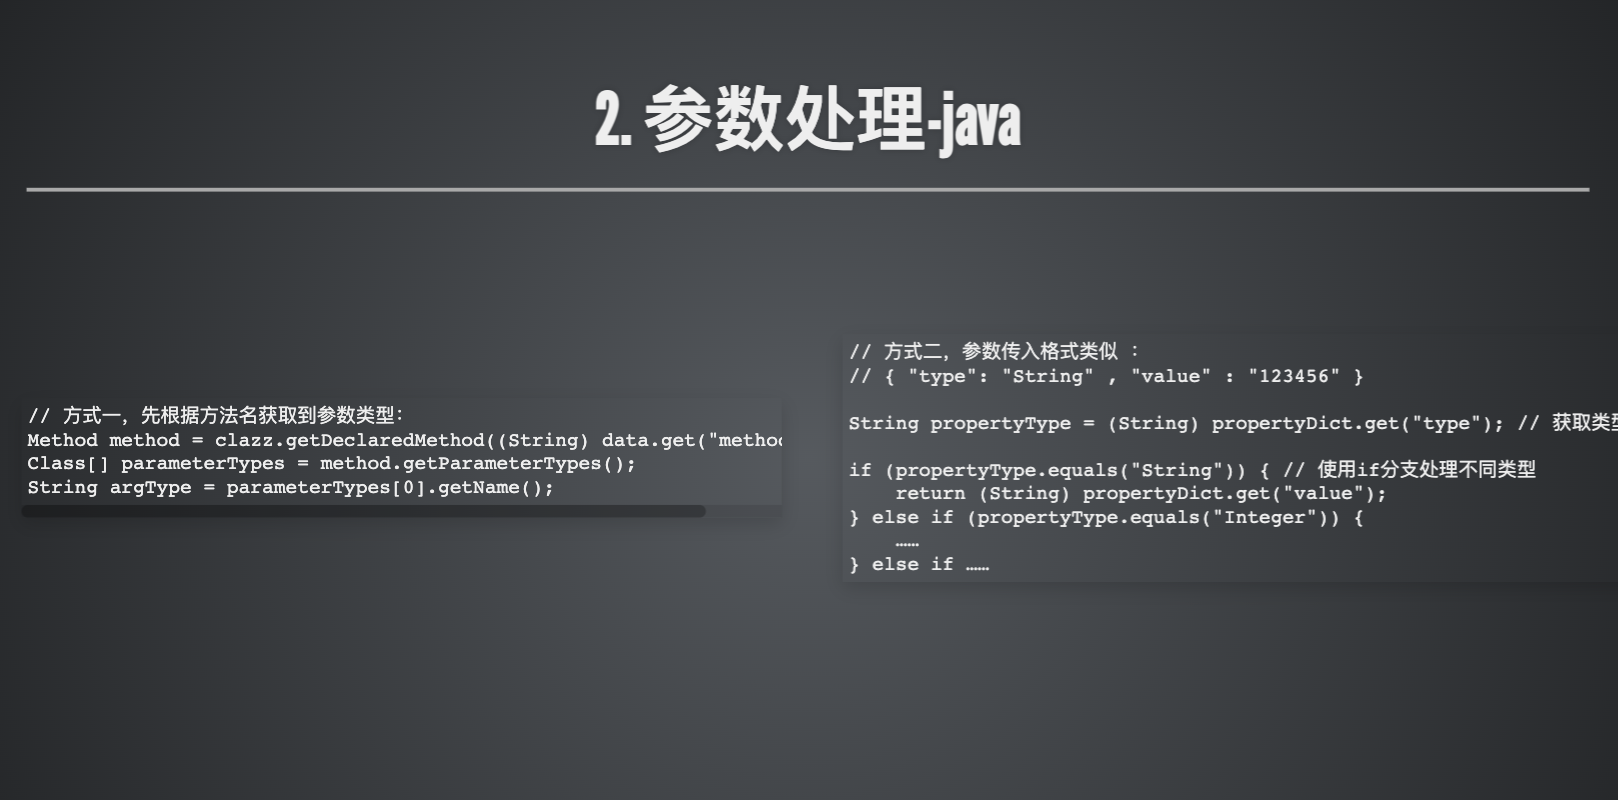 2. 参数处理-java
// 方式一，先根据方法名获取到参数类型：
Method method = clazz.getDeclaredMethod((String) data.get("metho
Class[] parameterTypes = method.getParameterTypes();
String argType = parameterTypes[0].getName();
// 方式二，参数传入格式类似 ：
// { "type": "String" , "value" : "123456" }
String propertyType = (String) propertyDict.get("type"); // 获取类型
if (propertyType.equals("String")) { // 使用if分支处理不同类型
    return (String) propertyDict.get("value");
} else if (propertyType.equals("Integer")) {
    ……
} else if ……